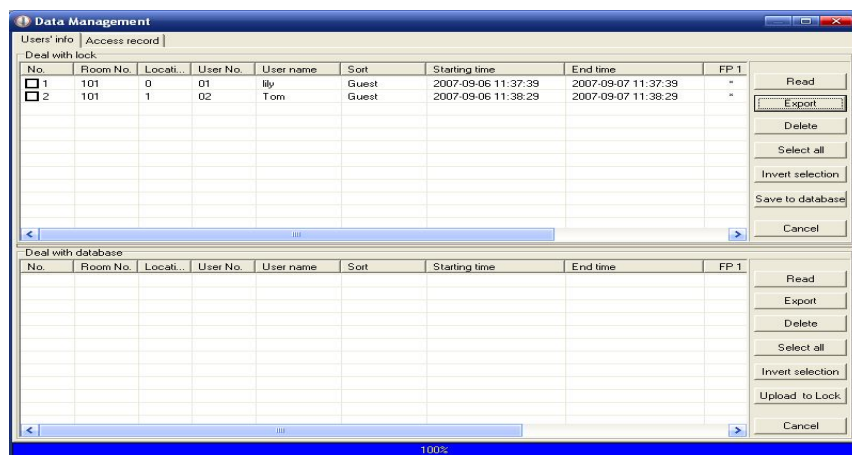 Data Management
Users' info Access record
Deal with lock
No. Room No. Locati... User No. User name Sort Starting time End time FP 1
1 101 0 01 lily Guest 2007-09-06 11:37:39 2007-09-07 11:37:39 *
2 101 1 02 Tom Guest 2007-09-06 11:38:29 2007-09-07 11:38:29 *
Read
Export
Delete
Select all
Invert selection
Save to database
Cancel
Deal with database
No. Room No. Locati... User No. User name Sort Starting time End time FP 1
Read
Export
Delete
Select all
Invert selection
Upload to Lock
Cancel
100%